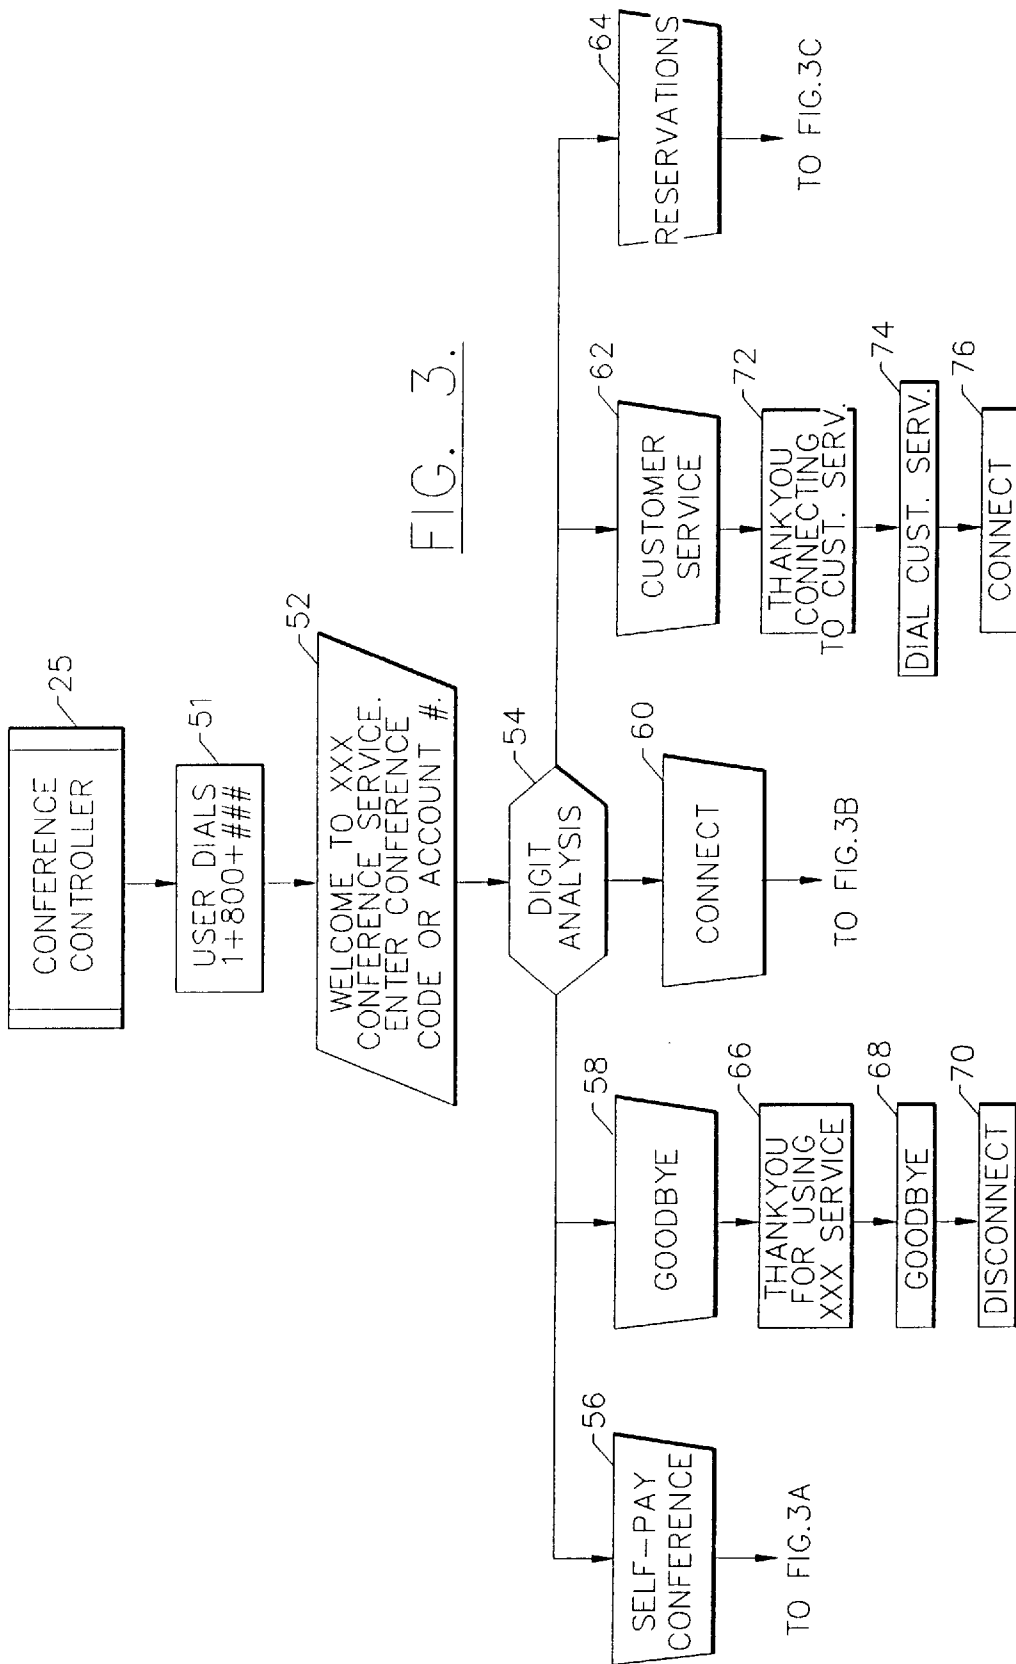 FIG. 3.
CONFERENCE
CONTROLLER
25
USER DIALS
1+800+###
51
WELCOME TO XXX
CONFERENCE SERVICE.
ENTER CONFERENCE
CODE OR ACCOUNT #.
52
DIGIT
ANALYSIS
54
SELF-PAY
CONFERENCE
56
TO FIG.3A
GOODBYE
58
THANKYOU
FOR USING
XXX SERVICE
66
GOODBYE
68
DISCONNECT
70
CONNECT
60
TO FIG.3B
CUSTOMER
SERVICE
62
THANKYOU
CONNECTING
TO CUST. SERV.
72
DIAL CUST. SERV.
74
CONNECT
76
RESERVATIONS
64
TO FIG.3C